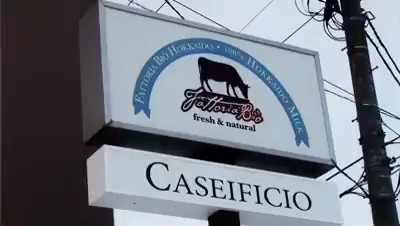 FATTORIA BIO HOKKAIDO • 100% HOKKAIDO MILK
Fattoria Bio
fresh & natural
CASEIFICIO